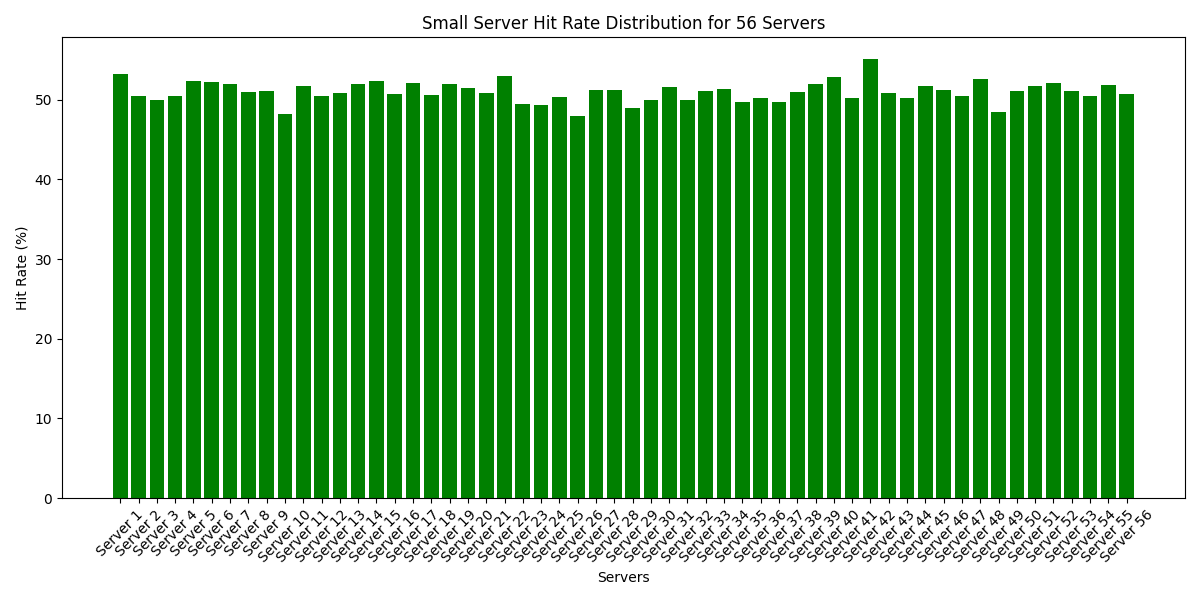 Small Server Hit Rate Distribution for 56 Servers
Hit Rate (%)
50
40
30
20
10
0
Server 1
Server 2
Server 3
Server 4
Server 5
Server 6
Server 7
Server 8
Server 9
Server 10
Server 11
Server 12
Server 13
Server 14
Server 15
Server 16
Server 17
Server 18
Server 19
Server 20
Server 21
Server 22
Server 23
Server 24
Server 25
Server 26
Server 27
Server 28
Server 29
Server 30
Server 31
Server 32
Server 33
Server 34
Server 35
Server 36
Server 37
Server 38
Server 39
Server 40
Server 41
Server 42
Server 43
Server 44
Server 45
Server 46
Server 47
Server 48
Server 49
Server 50
Server 51
Server 52
Server 53
Server 54
Server 55
Server 56
Servers